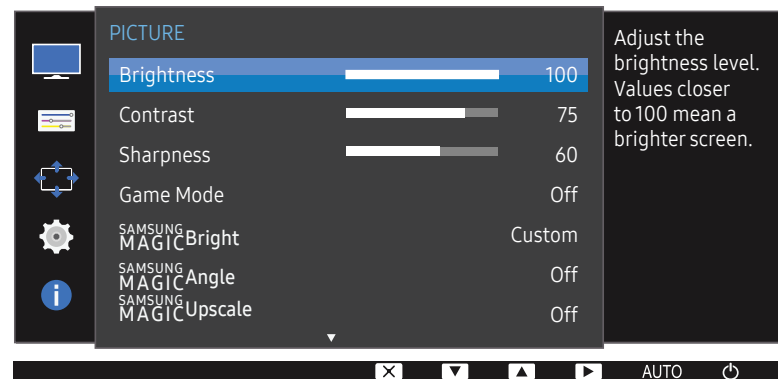 PICTURE
Brightness 100
Contrast 75
Sharpness 60
Game Mode Off
SAMSUNG
MAGICBright Custom
SAMSUNG
MAGICAngle Off
SAMSUNG
MAGICUpscale Off
Adjust the
brightness level.
Values closer
to 100 mean a
brighter screen.
i
AUTO